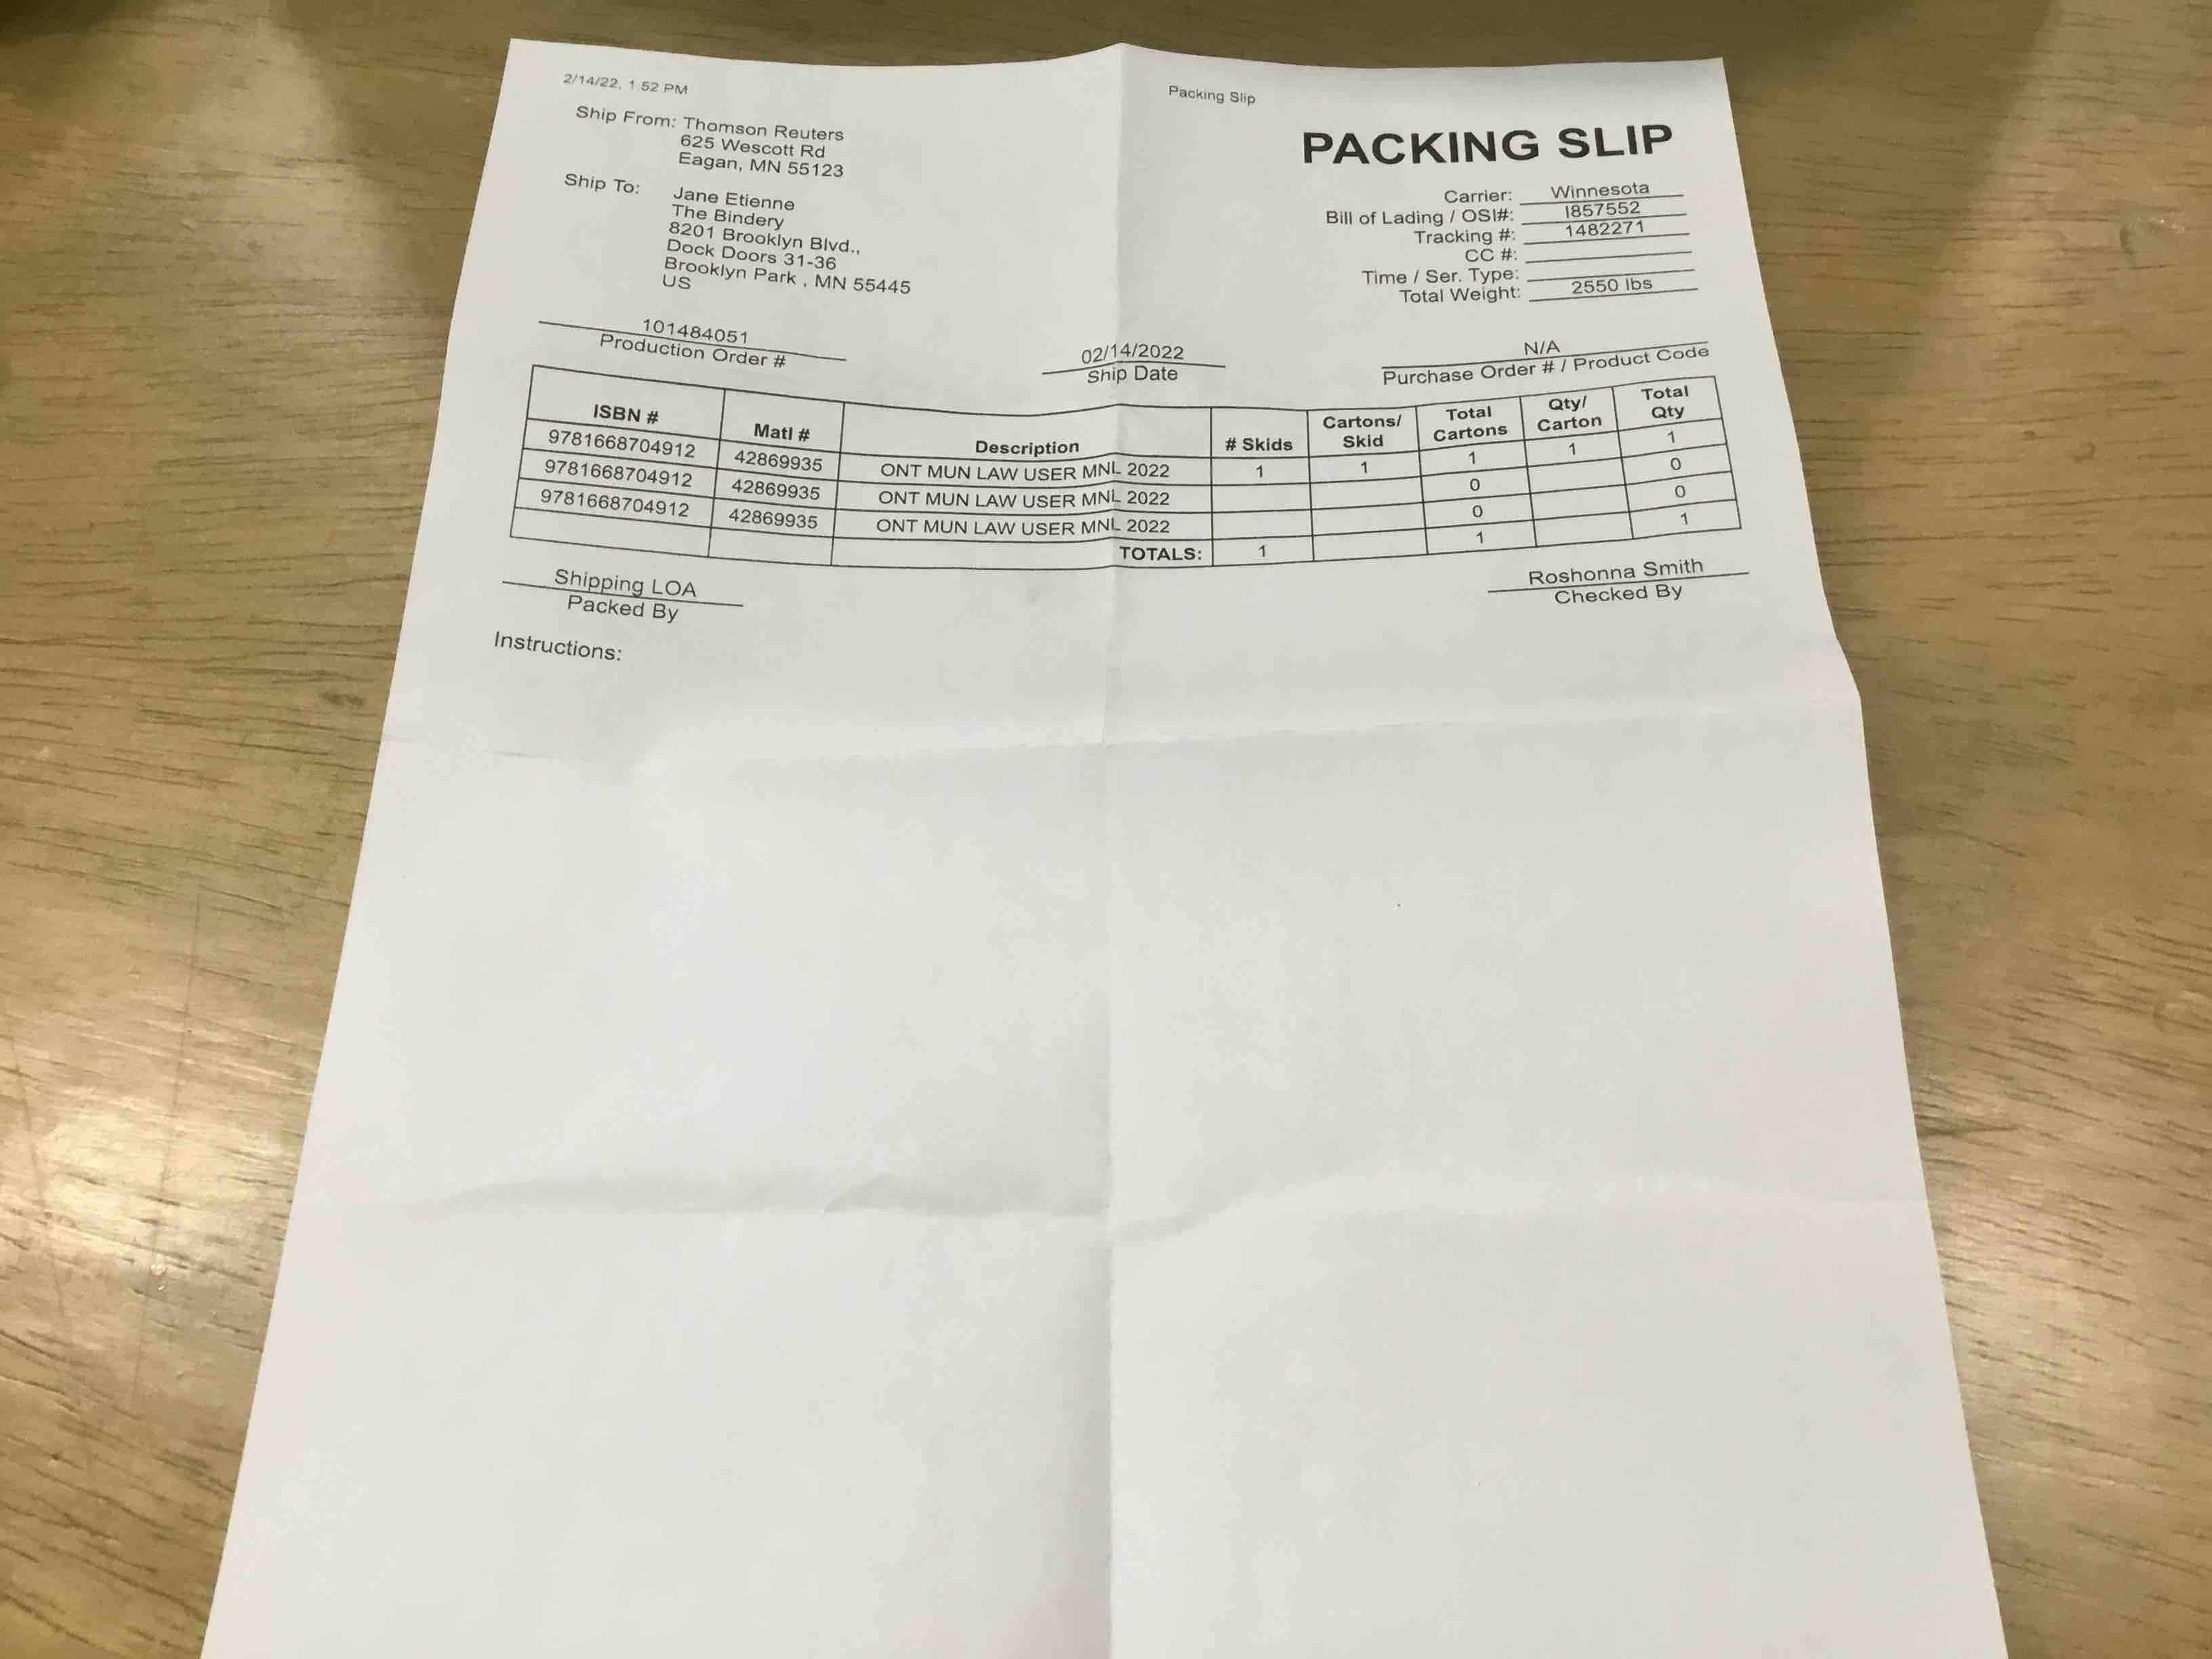 2/14/22, 1:52 PM
Packing Slip
Ship From: Thomson Reuters
625 Wescott Rd
Eagan, MN 55123
Ship To: Jane Etienne
The Bindery
8201 Brooklyn Blvd.,
Dock Doors 31-36
Brooklyn Park , MN 55445
US
PACKING SLIP
Carrier: Winnesota
Bill of Lading / OSI#: I857552
Tracking #: 1482271
CC #:
Time / Ser. Type:
Total Weight: 2550 lbs
101484051
Production Order #
02/14/2022
Ship Date
N/A
Purchase Order # / Product Code
ISBN # Matl # Description # Skids Cartons/ Skid Total Cartons Qty/ Carton Total Qty
9781668704912 42869935 ONT MUN LAW USER MNL 2022 1 1 1 1 1
9781668704912 42869935 ONT MUN LAW USER MNL 2022 0 0
9781668704912 42869935 ONT MUN LAW USER MNL 2022 0 0
TOTALS: 1 1 1
Shipping LOA
Packed By
Roshonna Smith
Checked By
Instructions: